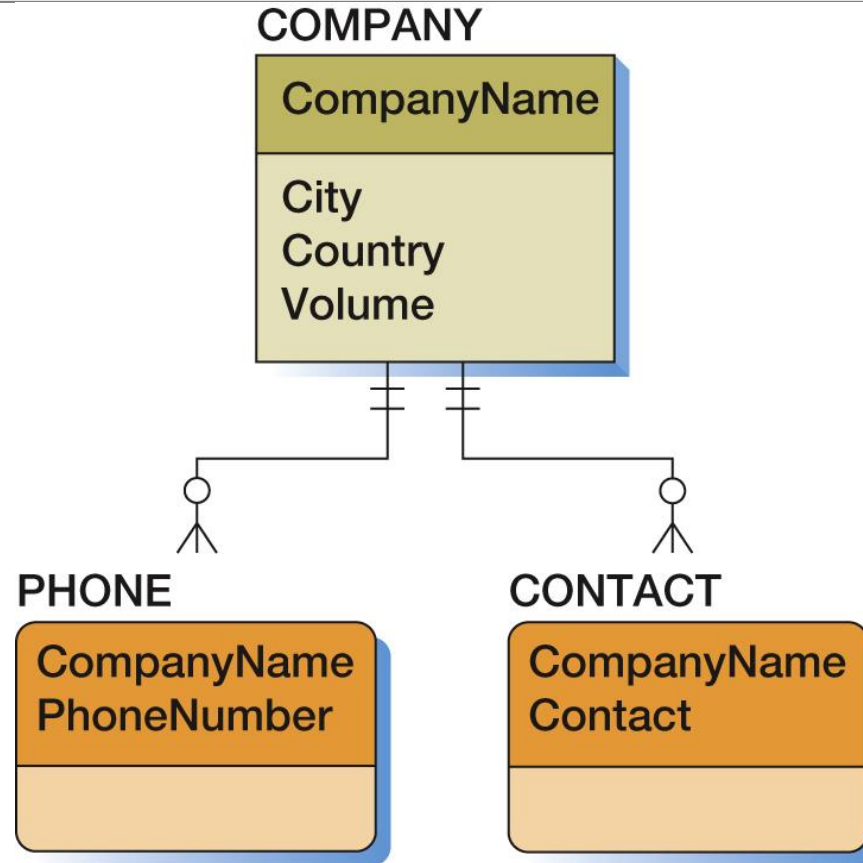 COMPANY
CompanyName
City
Country
Volume
PHONE
CompanyName
PhoneNumber
CONTACT
CompanyName
Contact